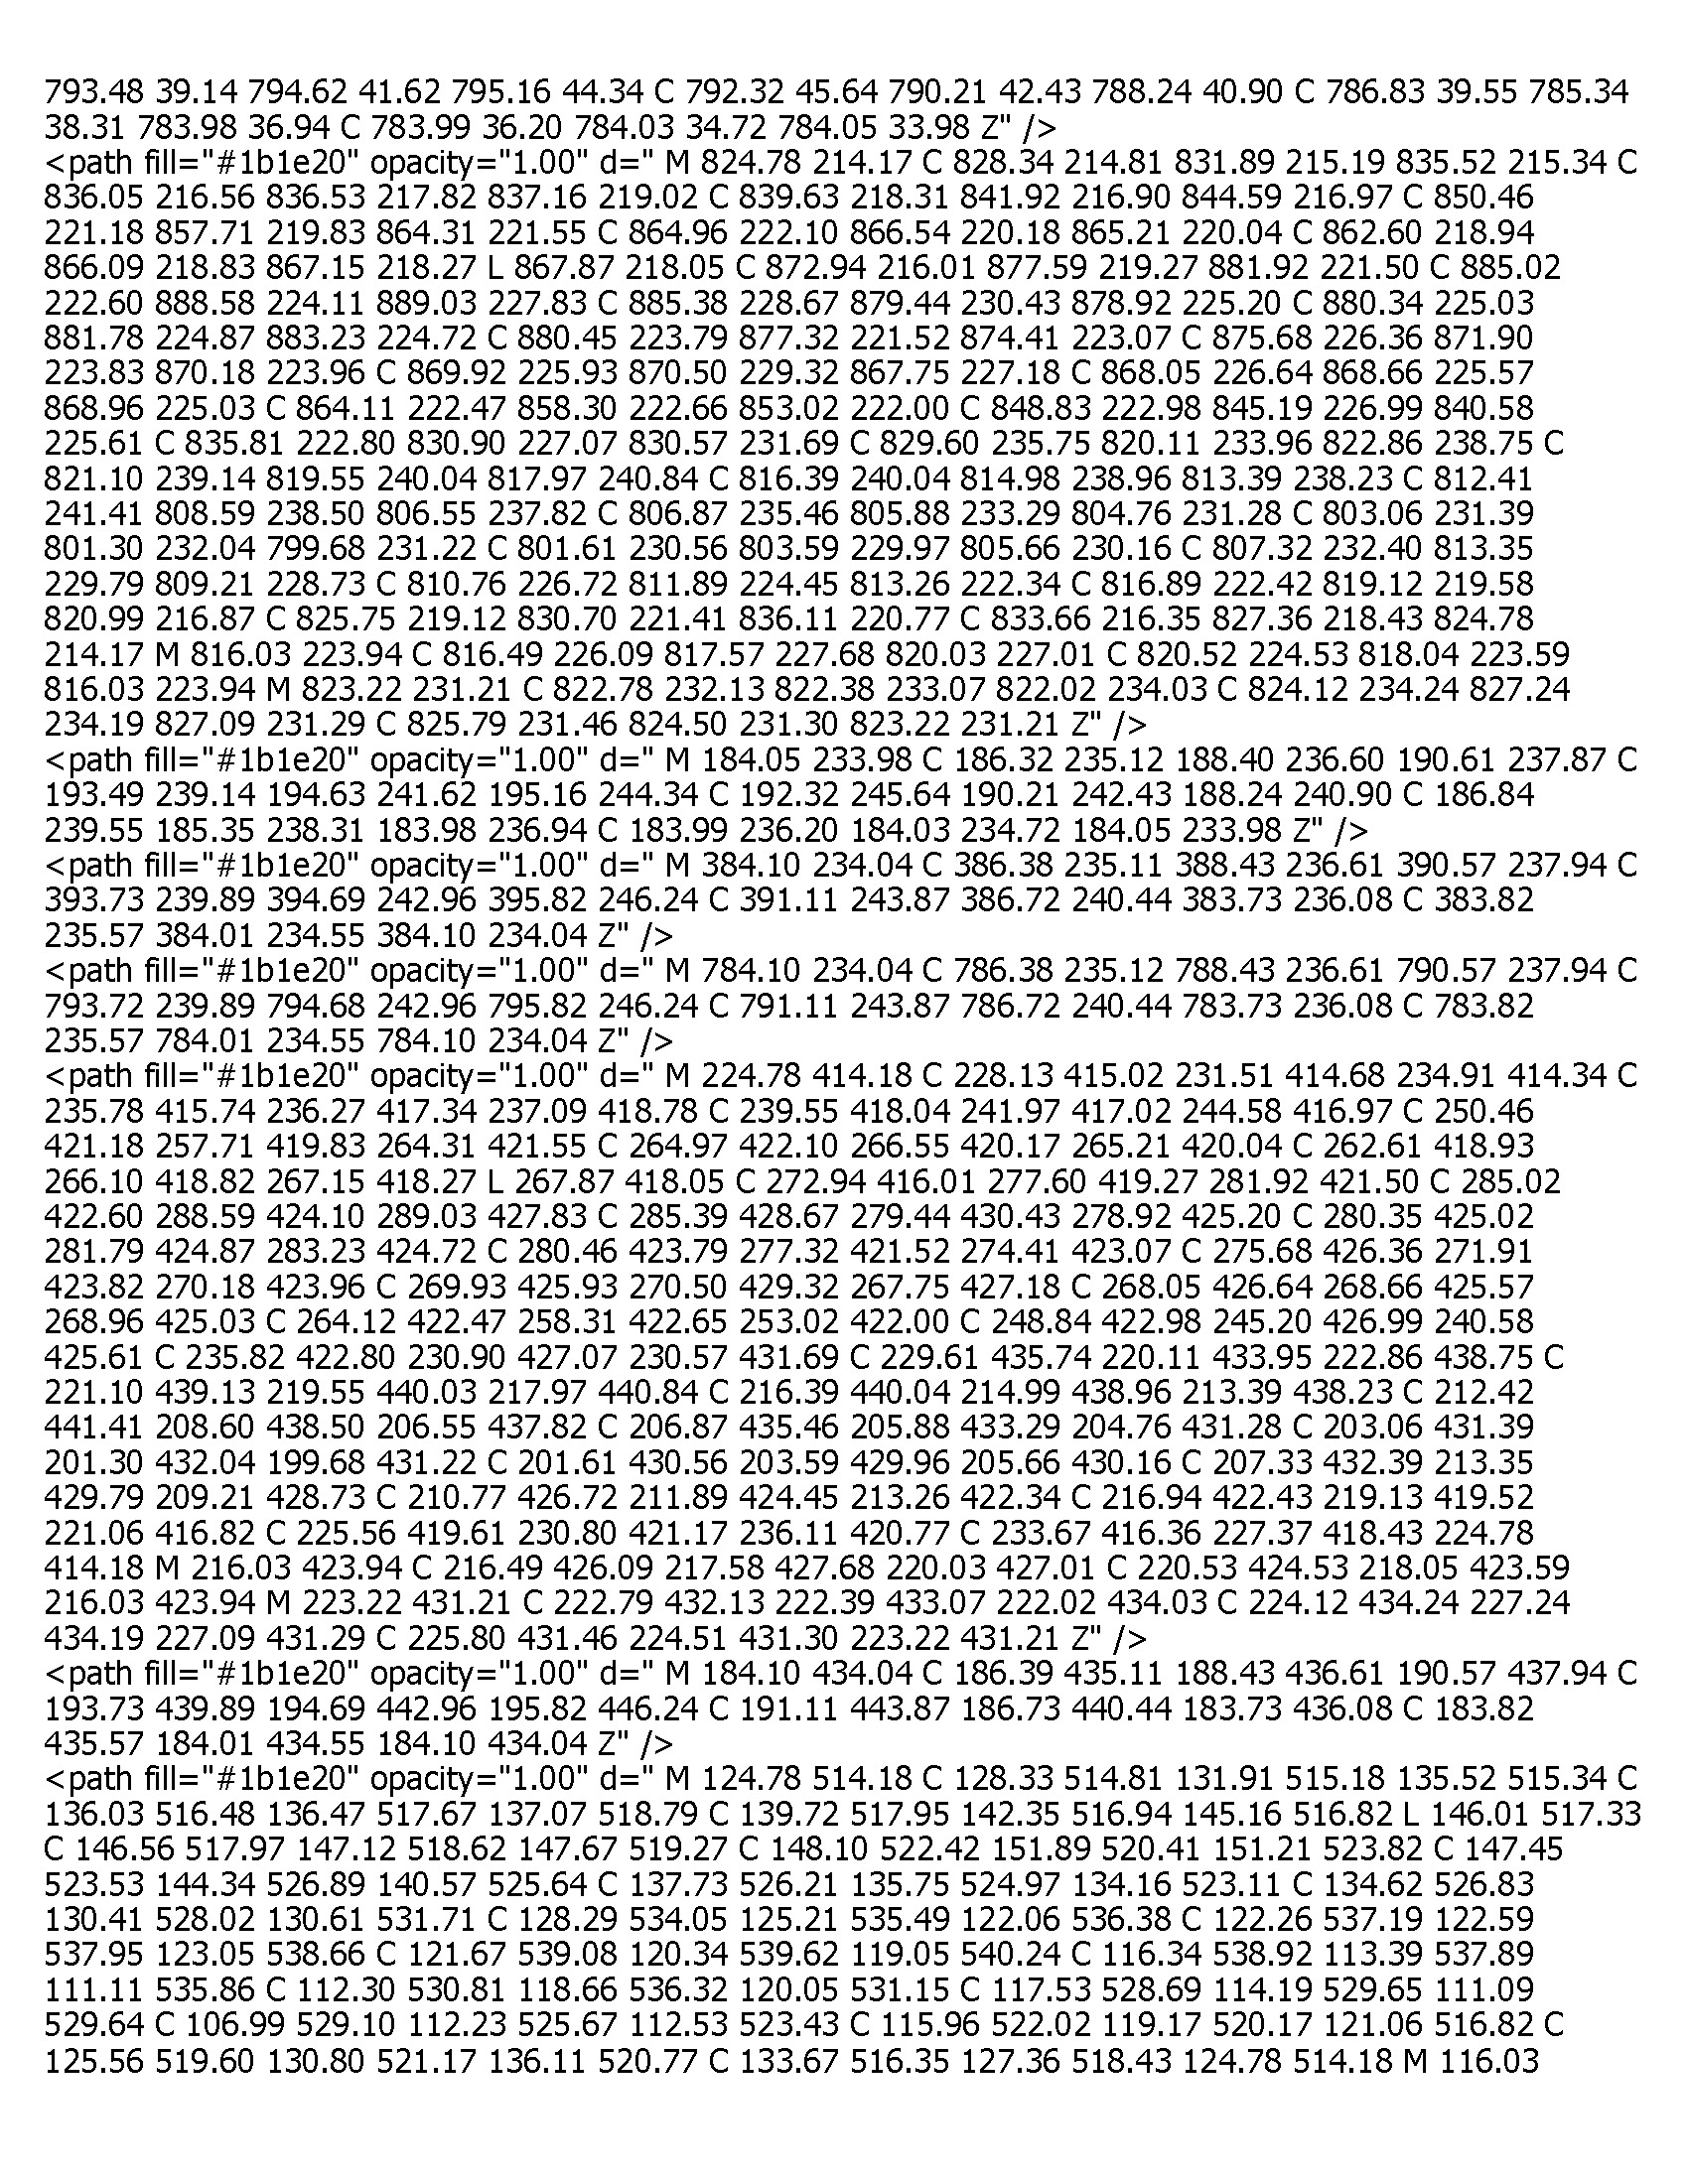 793.48 39.14 794.62 41.62 795.16 44.34 C 792.32 45.64 790.21 42.43 788.24 40.90 C 786.83 39.55 785.34
38.31 783.98 36.94 C 783.99 36.20 784.03 34.72 784.05 33.98 Z" />
<path fill="#1b1e20" opacity="1.00" d=" M 824.78 214.17 C 828.34 214.81 831.89 215.19 835.52 215.34 C
836.05 216.56 836.53 217.82 837.16 219.02 C 839.63 218.31 841.92 216.90 844.59 216.97 C 850.46
221.18 857.71 219.83 864.31 221.55 C 864.96 222.10 866.54 220.18 865.21 220.04 C 862.60 218.94
866.09 218.83 867.15 218.27 L 867.87 218.05 C 872.94 216.01 877.59 219.27 881.92 221.50 C 885.02
222.60 888.58 224.11 889.03 227.83 C 885.38 228.67 879.44 230.43 878.92 225.20 C 880.34 225.03
881.78 224.87 883.23 224.72 C 880.45 223.79 877.32 221.52 874.41 223.07 C 875.68 226.36 871.90
223.83 870.18 223.96 C 869.92 225.93 870.50 229.32 867.75 227.18 C 868.05 226.64 868.66 225.57
868.96 225.03 C 864.11 222.47 858.30 222.66 853.02 222.00 C 848.83 222.98 845.19 226.99 840.58
225.61 C 835.81 222.80 830.90 227.07 830.57 231.69 C 829.60 235.75 820.11 233.96 822.86 238.75 C
821.10 239.14 819.55 240.04 817.97 240.84 C 816.39 240.04 814.98 238.96 813.39 238.23 C 812.41
241.41 808.59 238.50 806.55 237.82 C 806.87 235.46 805.88 233.29 804.76 231.28 C 803.06 231.39
801.30 232.04 799.68 231.22 C 801.61 230.56 803.59 229.97 805.66 230.16 C 807.32 232.40 813.35
229.79 809.21 228.73 C 810.76 226.72 811.89 224.45 813.26 222.34 C 816.89 222.42 819.12 219.58
820.99 216.87 C 825.75 219.12 830.70 221.41 836.11 220.77 C 833.66 216.35 827.36 218.43 824.78
214.17 M 816.03 223.94 C 816.49 226.09 817.57 227.68 820.03 227.01 C 820.52 224.53 818.04 223.59
816.03 223.94 M 823.22 231.21 C 822.78 232.13 822.38 233.07 822.02 234.03 C 824.12 234.24 827.24
234.19 827.09 231.29 C 825.79 231.46 824.50 231.30 823.22 231.21 Z" />
<path fill="#1b1e20" opacity="1.00" d=" M 184.05 233.98 C 186.32 235.12 188.40 236.60 190.61 237.87 C
193.49 239.14 194.63 241.62 195.16 244.34 C 192.32 245.64 190.21 242.43 188.24 240.90 C 186.84
239.55 185.35 238.31 183.98 236.94 C 183.99 236.20 184.03 234.72 184.05 233.98 Z" />
<path fill="#1b1e20" opacity="1.00" d=" M 384.10 234.04 C 386.38 235.11 388.43 236.61 390.57 237.94 C
393.73 239.89 394.69 242.96 395.82 246.24 C 391.11 243.87 386.72 240.44 383.73 236.08 C 383.82
235.57 384.01 234.55 384.10 234.04 Z" />
<path fill="#1b1e20" opacity="1.00" d=" M 784.10 234.04 C 786.38 235.12 788.43 236.61 790.57 237.94 C
793.72 239.89 794.68 242.96 795.82 246.24 C 791.11 243.87 786.72 240.44 783.73 236.08 C 783.82
235.57 784.01 234.55 784.10 234.04 Z" />
<path fill="#1b1e20" opacity="1.00" d=" M 224.78 414.18 C 228.13 415.02 231.51 414.68 234.91 414.34 C
235.78 415.74 236.27 417.34 237.09 418.78 C 239.55 418.04 241.97 417.02 244.58 416.97 C 250.46
421.18 257.71 419.83 264.31 421.55 C 264.97 422.10 266.55 420.17 265.21 420.04 C 262.61 418.93
266.10 418.82 267.15 418.27 L 267.87 418.05 C 272.94 416.01 277.60 419.27 281.92 421.50 C 285.02
422.60 288.59 424.10 289.03 427.83 C 285.39 428.67 279.44 430.43 278.92 425.20 C 280.35 425.02
281.79 424.87 283.23 424.72 C 280.46 423.79 277.32 421.52 274.41 423.07 C 275.68 426.36 271.91
423.82 270.18 423.96 C 269.93 425.93 270.50 429.32 267.75 427.18 C 268.05 426.64 268.66 425.57
268.96 425.03 C 264.12 422.47 258.31 422.65 253.02 422.00 C 248.84 422.98 245.20 426.99 240.58
425.61 C 235.82 422.80 230.90 427.07 230.57 431.69 C 229.61 435.74 220.11 433.95 222.86 438.75 C
221.10 439.13 219.55 440.03 217.97 440.84 C 216.39 440.04 214.99 438.96 213.39 438.23 C 212.42
441.41 208.60 438.50 206.55 437.82 C 206.87 435.46 205.88 433.29 204.76 431.28 C 203.06 431.39
201.30 432.04 199.68 431.22 C 201.61 430.56 203.59 429.96 205.66 430.16 C 207.33 432.39 213.35
429.79 209.21 428.73 C 210.77 426.72 211.89 424.45 213.26 422.34 C 216.94 422.43 219.13 419.52
221.06 416.82 C 225.56 419.61 230.80 421.17 236.11 420.77 C 233.67 416.36 227.37 418.43 224.78
414.18 M 216.03 423.94 C 216.49 426.09 217.58 427.68 220.03 427.01 C 220.53 424.53 218.05 423.59
216.03 423.94 M 223.22 431.21 C 222.79 432.13 222.39 433.07 222.02 434.03 C 224.12 434.24 227.24
434.19 227.09 431.29 C 225.80 431.46 224.51 431.30 223.22 431.21 Z" />
<path fill="#1b1e20" opacity="1.00" d=" M 184.10 434.04 C 186.39 435.11 188.43 436.61 190.57 437.94 C
193.73 439.89 194.69 442.96 195.82 446.24 C 191.11 443.87 186.73 440.44 183.73 436.08 C 183.82
435.57 184.01 434.55 184.10 434.04 Z" />
<path fill="#1b1e20" opacity="1.00" d=" M 124.78 514.18 C 128.33 514.81 131.91 515.18 135.52 515.34 C
136.03 516.48 136.47 517.67 137.07 518.79 C 139.72 517.95 142.35 516.94 145.16 516.82 L 146.01 517.33
C 146.56 517.97 147.12 518.62 147.67 519.27 C 148.10 522.42 151.89 520.41 151.21 523.82 C 147.45
523.53 144.34 526.89 140.57 525.64 C 137.73 526.21 135.75 524.97 134.16 523.11 C 134.62 526.83
130.41 528.02 130.61 531.71 C 128.29 534.05 125.21 535.49 122.06 536.38 C 122.26 537.19 122.59
537.95 123.05 538.66 C 121.67 539.08 120.34 539.62 119.05 540.24 C 116.34 538.92 113.39 537.89
111.11 535.86 C 112.30 530.81 118.66 536.32 120.05 531.15 C 117.53 528.69 114.19 529.65 111.09
529.64 C 106.99 529.10 112.23 525.67 112.53 523.43 C 115.96 522.02 119.17 520.17 121.06 516.82 C
125.56 519.60 130.80 521.17 136.11 520.77 C 133.67 516.35 127.36 518.43 124.78 514.18 M 116.03